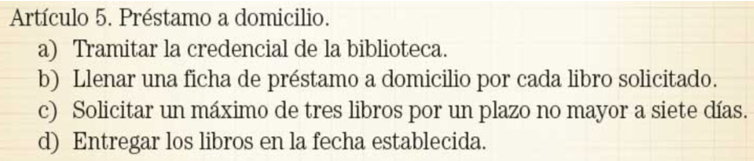 Artículo 5. Préstamo a domicilio.
a) Tramitar la credencial de la biblioteca.
b) Llenar una ficha de préstamo a domicilio por cada libro solicitado.
c) Solicitar un máximo de tres libros por un plazo no mayor a siete días.
d) Entregar los libros en la fecha establecida.